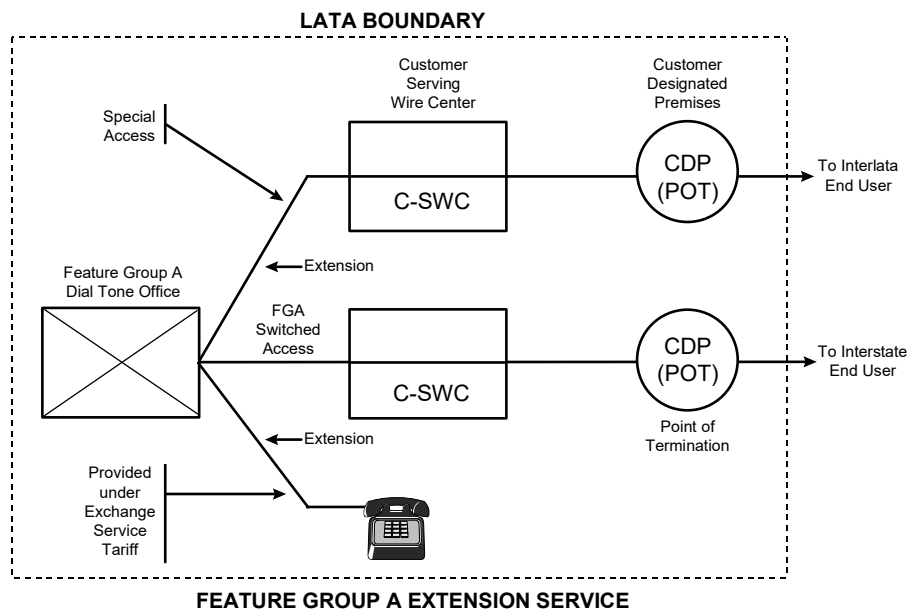 LATA BOUNDARY
Customer
Serving
Wire Center
Customer
Designated
Premises
Special
Access
CDP
(POT)
To Interlata
End User
C-SWC
Extension
Feature Group A
Dial Tone Office
FGA
Switched
Access
CDP
(POT)
To Interstate
End User
C-SWC
Extension
Point of
Termination
Provided
under
Exchange
Service
Tariff
FEATURE GROUP A EXTENSION SERVICE